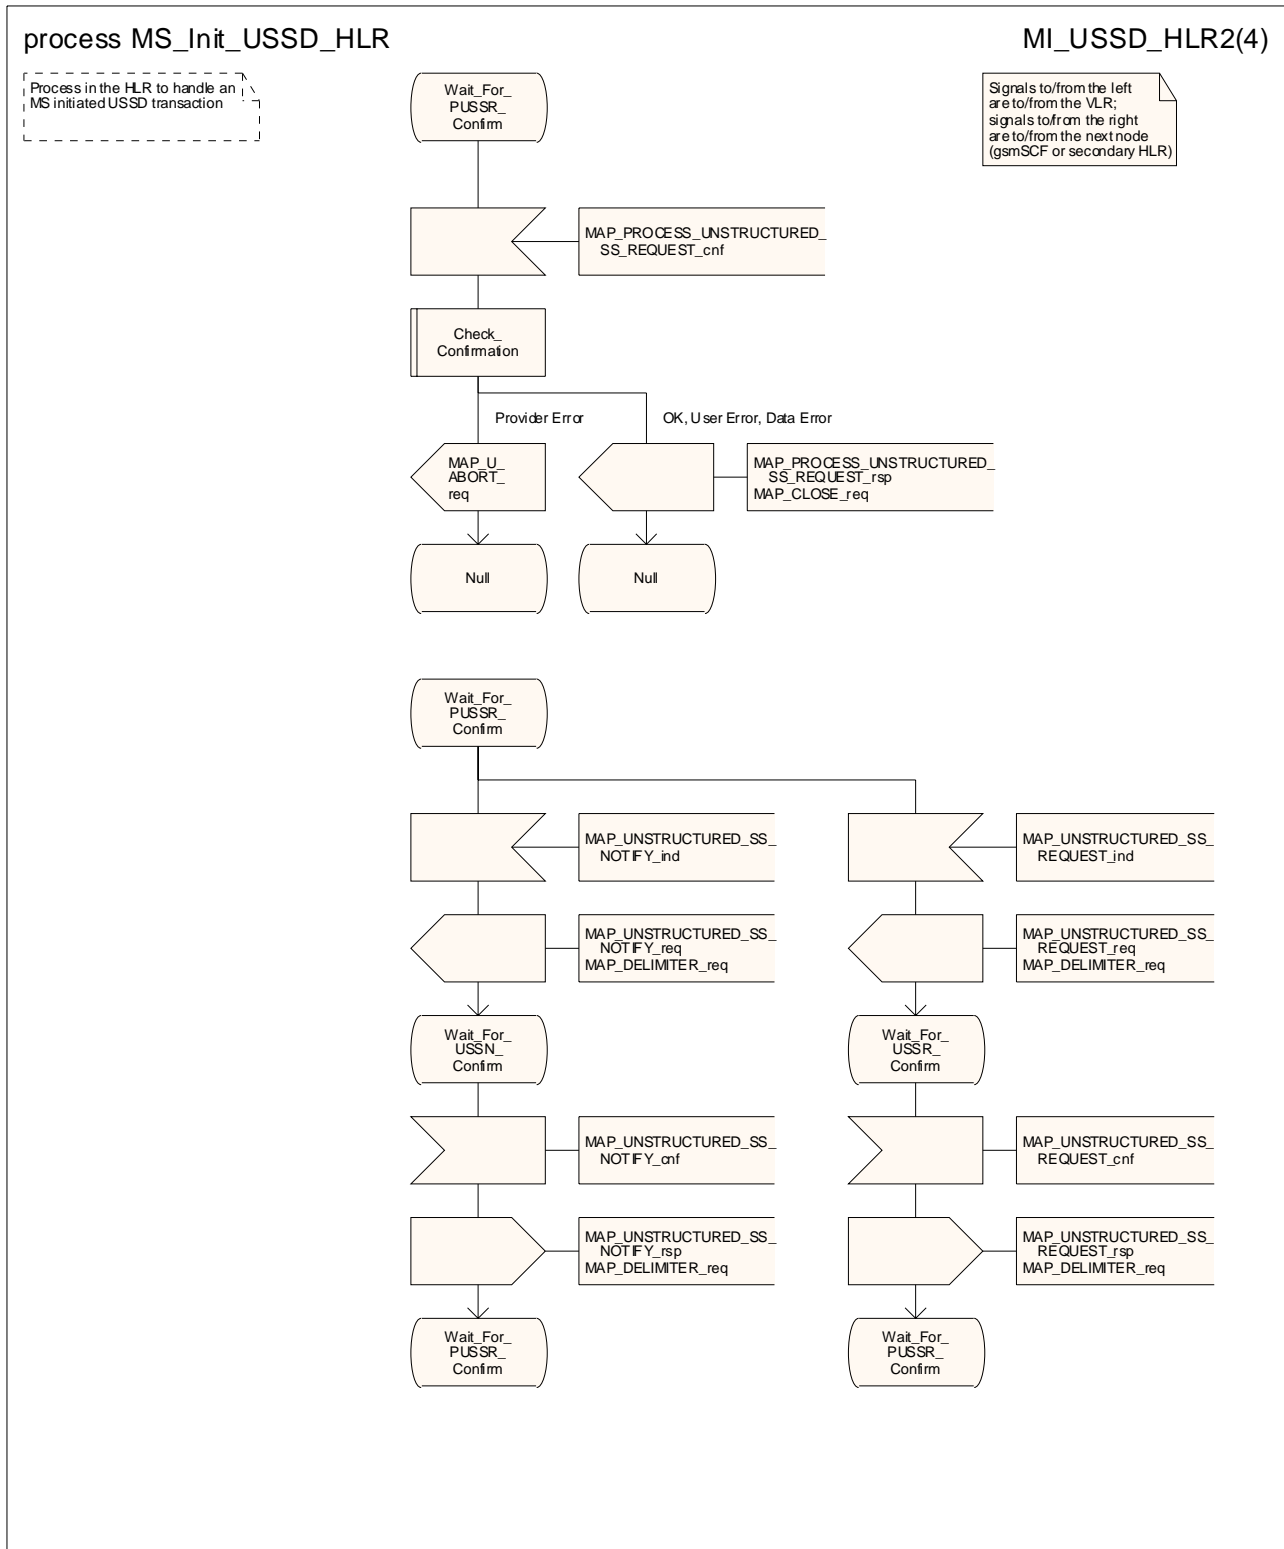 process MS_Init_USSD_HLR
MI_USSD_HLR2(4)
Process in the HLR to handle an
MS initiated USSD transaction
Wait_For_
PUSSR_
Confirm
Signals to/from the left
are to/from the VLR;
signals to/from the right
are to/from the next node
(gsmSCF or secondary HLR)
MAP_PROCESS_UNSTRUCTURED_
SS_REQUEST_cnf
Check_
Confirmation
Provider Error
OK, User Error, Data Error
MAP_U_
ABORT_
req
MAP_PROCESS_UNSTRUCTURED_
SS_REQUEST_rsp
MAP_CLOSE_req
Null
Null
Wait_For_
PUSSR_
Confirm
MAP_UNSTRUCTURED_SS_
NOTIFY_ind
MAP_UNSTRUCTURED_SS_
REQUEST_ind
MAP_UNSTRUCTURED_SS_
NOTIFY_req
MAP_DELIMITER_req
MAP_UNSTRUCTURED_SS_
REQUEST_req
MAP_DELIMITER_req
Wait_For_
USSN_
Confirm
Wait_For_
USSR_
Confirm
MAP_UNSTRUCTURED_SS_
NOTIFY_cnf
MAP_UNSTRUCTURED_SS_
REQUEST_cnf
MAP_UNSTRUCTURED_SS_
NOTIFY_rsp
MAP_DELIMITER_req
MAP_UNSTRUCTURED_SS_
REQUEST_rsp
MAP_DELIMITER_req
Wait_For_
PUSSR_
Confirm
Wait_For_
PUSSR_
Confirm